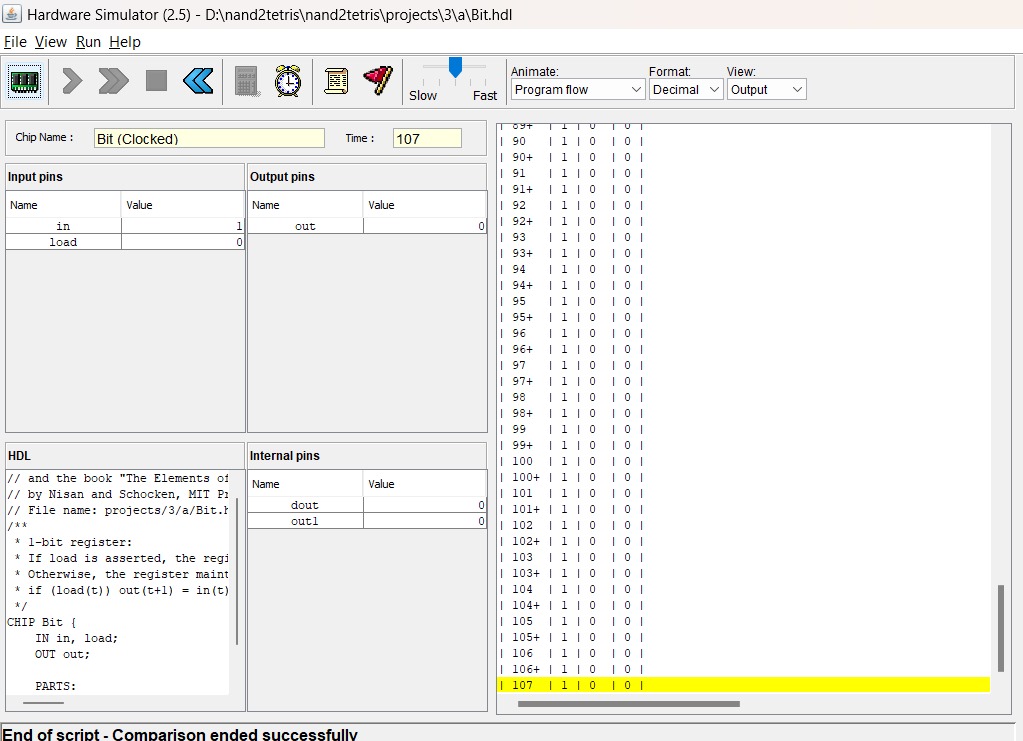 Hardware Simulator (2.5) - D:\nand2tetris\nand2tetris\projects\3\a\Bit.hdl
File View Run Help
Slow Fast
Animate: Format: View:
Program flow Decimal Output
Chip Name : Bit (Clocked) Time : 107
Input pins
Name Value
in 1
load 0
Output pins
Name Value
out 0
HDL
// and the book "The Elements of
// by Nisan and Schocken, MIT Pr
// File name: projects/3/a/Bit.h
/**
* 1-bit register:
* If load is asserted, the regi
* Otherwise, the register maint
* if (load(t)) out(t+1) = in(t)
*/
CHIP Bit {
IN in, load;
OUT out;
PARTS:
Internal pins
Name Value
dout 0
out1 0
| 89+ | 1 | 0 | 0 |
| 90 | 1 | 0 | 0 |
| 90+ | 1 | 0 | 0 |
| 91 | 1 | 0 | 0 |
| 91+ | 1 | 0 | 0 |
| 92 | 1 | 0 | 0 |
| 92+ | 1 | 0 | 0 |
| 93 | 1 | 0 | 0 |
| 93+ | 1 | 0 | 0 |
| 94 | 1 | 0 | 0 |
| 94+ | 1 | 0 | 0 |
| 95 | 1 | 0 | 0 |
| 95+ | 1 | 0 | 0 |
| 96 | 1 | 0 | 0 |
| 96+ | 1 | 0 | 0 |
| 97 | 1 | 0 | 0 |
| 97+ | 1 | 0 | 0 |
| 98 | 1 | 0 | 0 |
| 98+ | 1 | 0 | 0 |
| 99 | 1 | 0 | 0 |
| 99+ | 1 | 0 | 0 |
| 100 | 1 | 0 | 0 |
| 100+ | 1 | 0 | 0 |
| 101 | 1 | 0 | 0 |
| 101+ | 1 | 0 | 0 |
| 102 | 1 | 0 | 0 |
| 102+ | 1 | 0 | 0 |
| 103 | 1 | 0 | 0 |
| 103+ | 1 | 0 | 0 |
| 104 | 1 | 0 | 0 |
| 104+ | 1 | 0 | 0 |
| 105 | 1 | 0 | 0 |
| 105+ | 1 | 0 | 0 |
| 106 | 1 | 0 | 0 |
| 106+ | 1 | 0 | 0 |
| 107 | 1 | 0 | 0 |
End of script - Comparison ended successfully